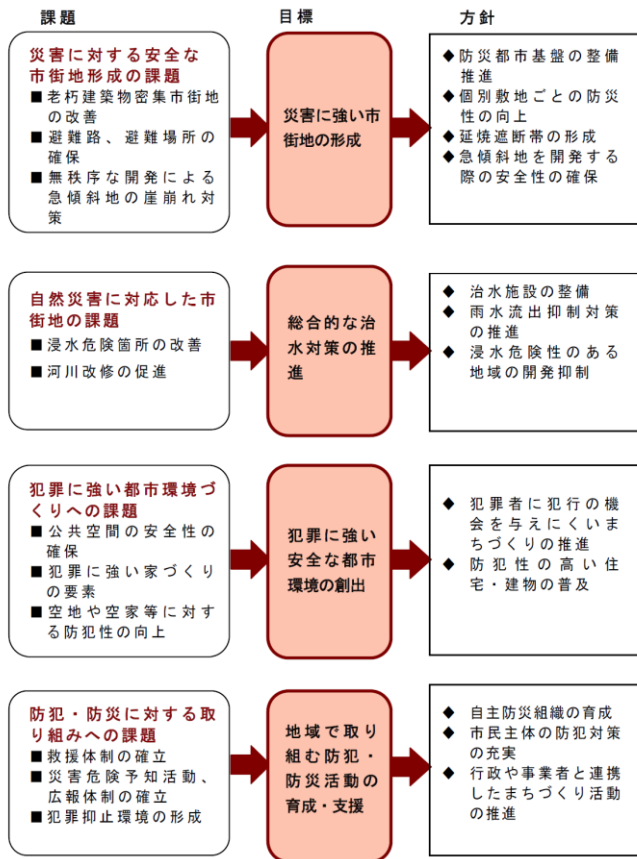 課題
目標
方針
災害に対する安全な
市街地形成の課題
■老朽建築物密集市街地
の改善
■避難路、避難場所の
確保
■無秩序な開発による
急傾斜地の崖崩れ対
策
災害に強い市
街地の形成
◆防災都市基盤の整備
推進
◆個別敷地ごとの防災
性の向上
◆延焼遮断帯の形成
◆急傾斜地を開発する
際の安全性の確保
自然災害に対応した市
街地の課題
■浸水危険箇所の改善
■河川改修の促進
総合的な治
水対策の推
進
◆ 治水施設の整備
◆ 雨水流出抑制対策
の推進
◆ 浸水危険性のある
地域の開発抑制
犯罪に強い都市環境づ
くりへの課題
■公共空間の安全性の
確保
■犯罪に強い家づくり
の要素
■空地や空家等に対す
る防犯性の向上
犯罪に強い
安全な都市
環境の創出
◆ 犯罪者に犯行の機
会を与えにくいま
ちづくりの推進
◆ 防犯性の高い住
宅・建物の普及
防犯・防災に対する取
り組みへの課題
■救援体制の確立
■災害危険予知活動、
広報体制の確立
■犯罪抑止環境の形成
地域で取り
組む防犯・
防災活動の
育成・支援
◆ 自主防災組織の育成
◆ 市民主体の防犯対策
の充実
◆ 行政や事業者と連携
したまちづくり活動
の推進